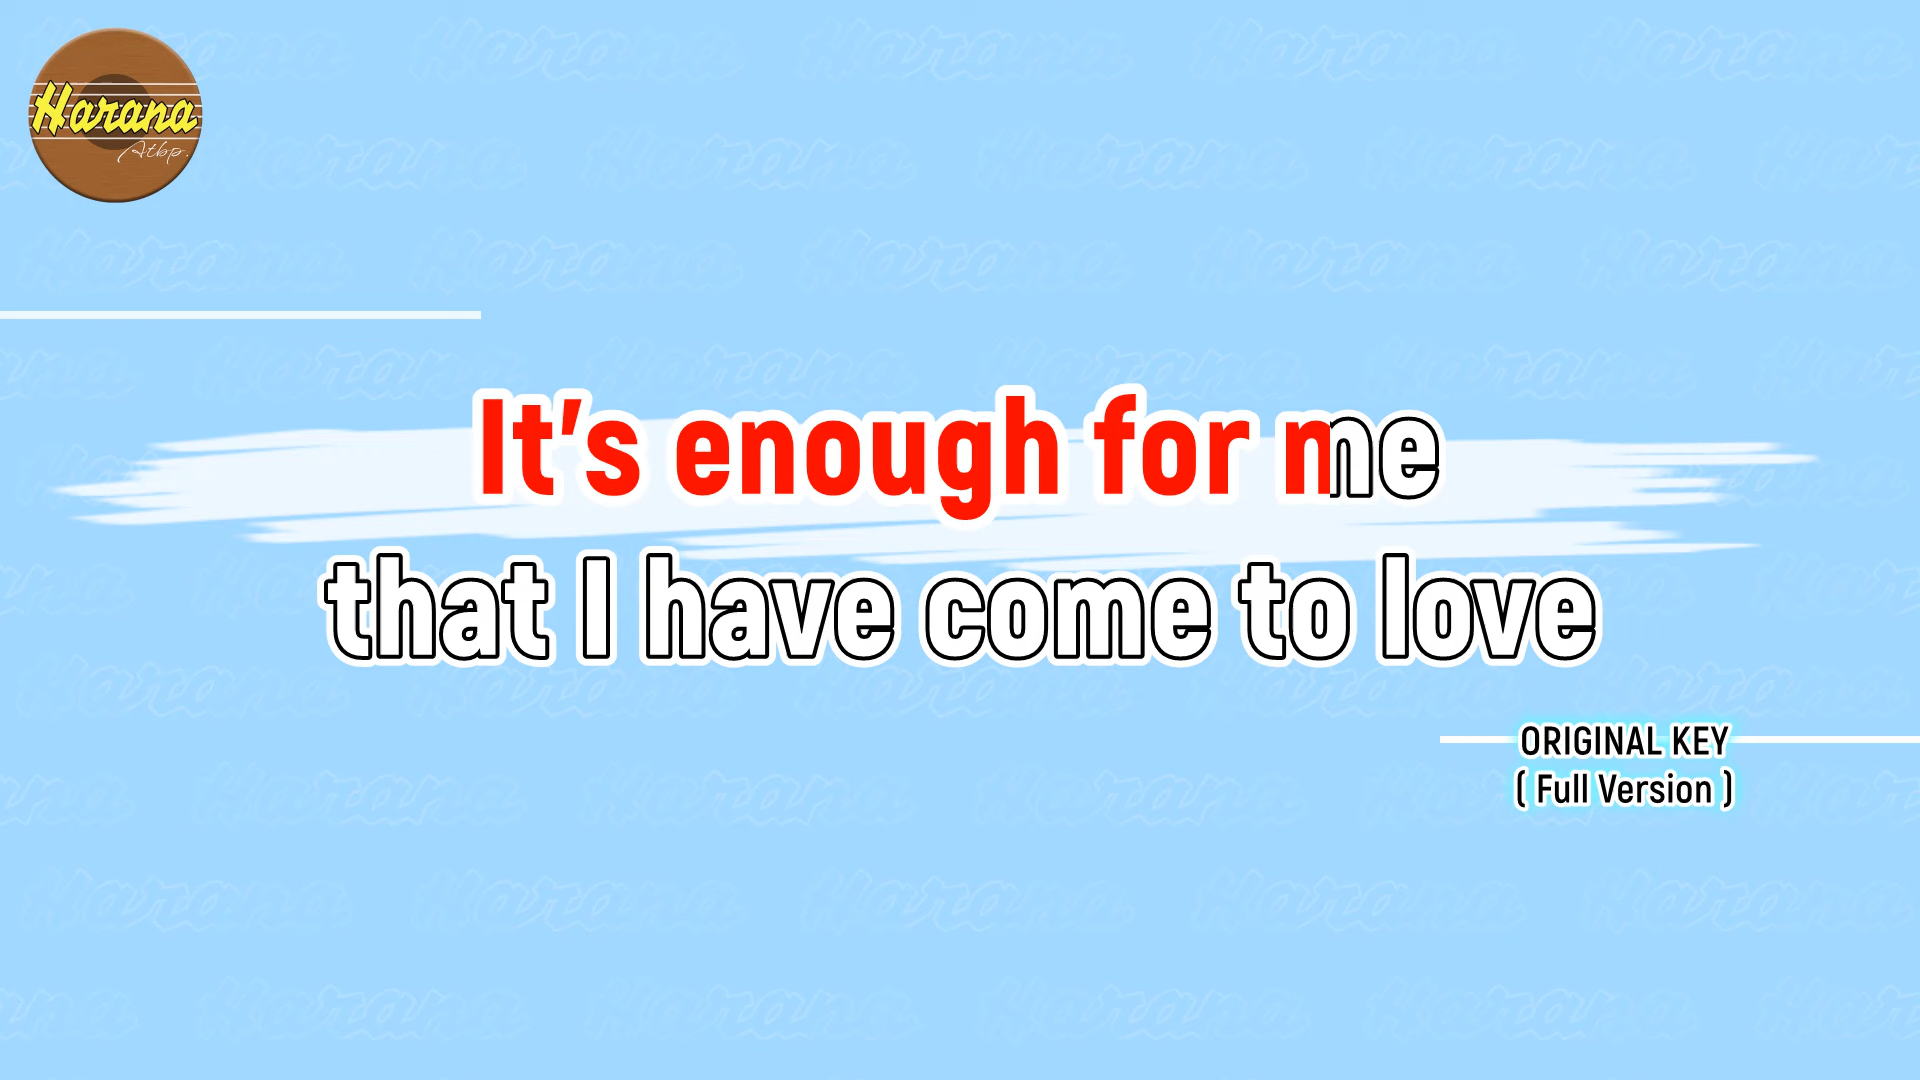 Harana
Atbp.
It's enough for me
that I have come to love
ORIGINAL KEY
( Full Version )